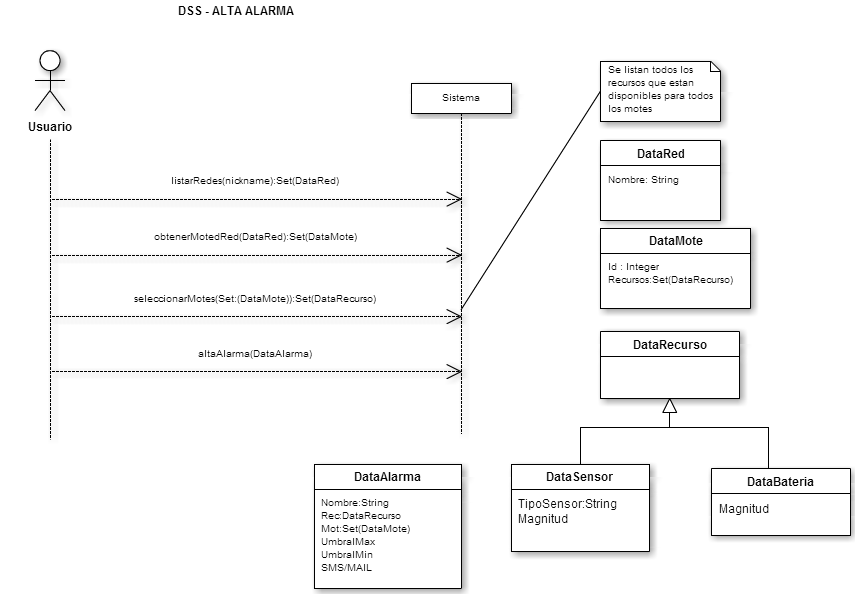 DSS - ALTA ALARMA
Usuario
Sistema
Se listan todos los
recursos que estan
disponibles para todos
los motes
listarRedes(nickname):Set(DataRed)
obtenerMotedRed(DataRed):Set(DataMote)
seleccionarMotes(Set:(DataMote)):Set(DataRecurso)
altaAlarma(DataAlarma)
DataRed
Nombre: String
DataMote
Id : Integer
Recursos:Set(DataRecurso)
DataRecurso
DataAlarma
Nombre:String
Rec:DataRecurso
Mot:Set(DataMote)
UmbralMax
UmbralMin
SMS/MAIL
DataSensor
TipoSensor:String
Magnitud
DataBateria
Magnitud